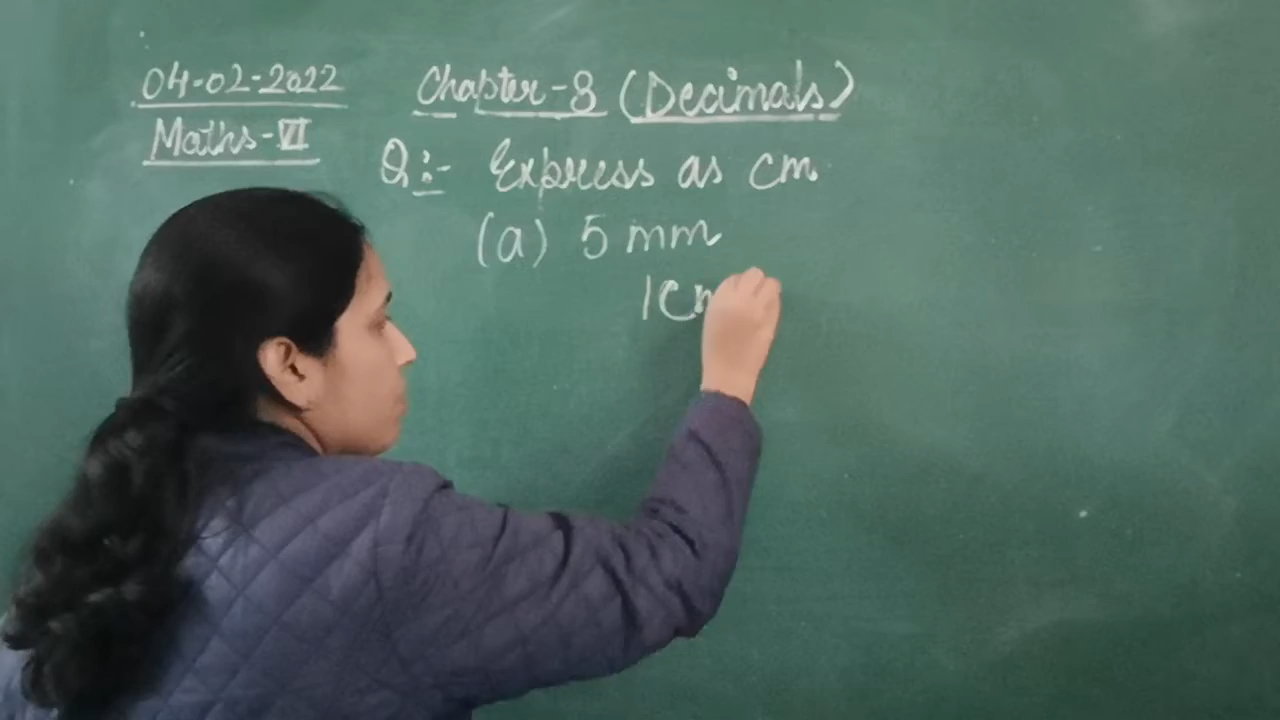 04-02-2022
Maths-VI
Chapter-8 (Decimals)
Q:- Express as cm
(a) 5 mm
1cm